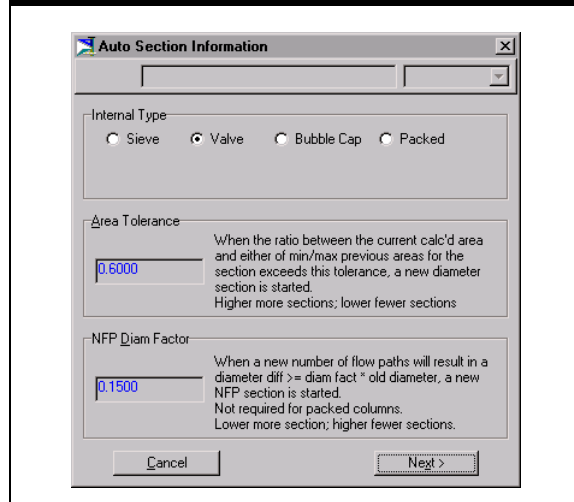 Auto Section Information
Internal Type
Sieve Valve Bubble Cap Packed
Area Tolerance
0.6000
When the ratio between the current calc'd area
and either of min/max previous areas for the
section exceeds this tolerance, a new diameter
section is started.
Higher more sections; lower fewer sections
NFP Diam Factor
0.1500
When a new number of flow paths will result in a
diameter diff >= diam fact * old diameter, a new
NFP section is started.
Not required for packed columns.
Lower more section; higher fewer sections.
Cancel Next >